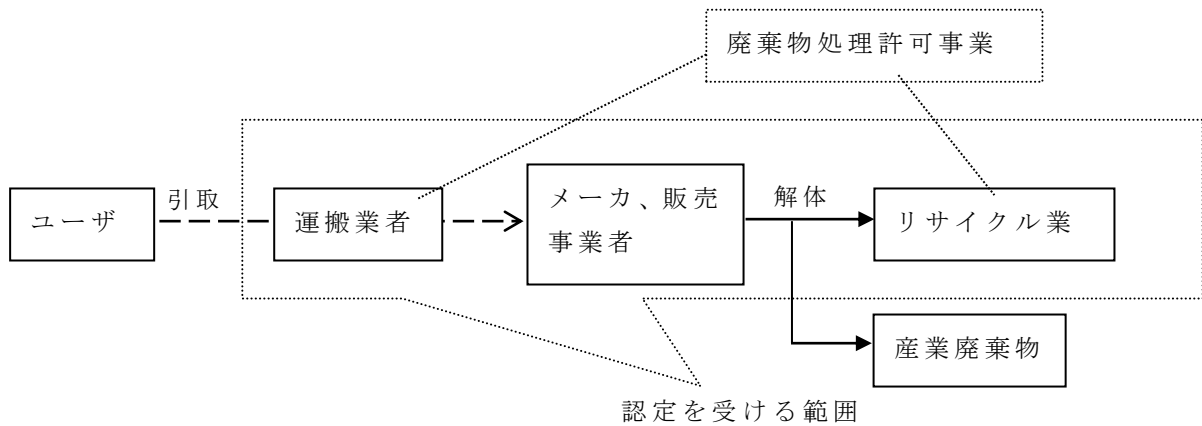 廃棄物処理許可事業
引取
ユーザ
運搬業者
メーカ、販売
事業者
解体
リサイクル業
産業廃棄物
認定を受ける範囲